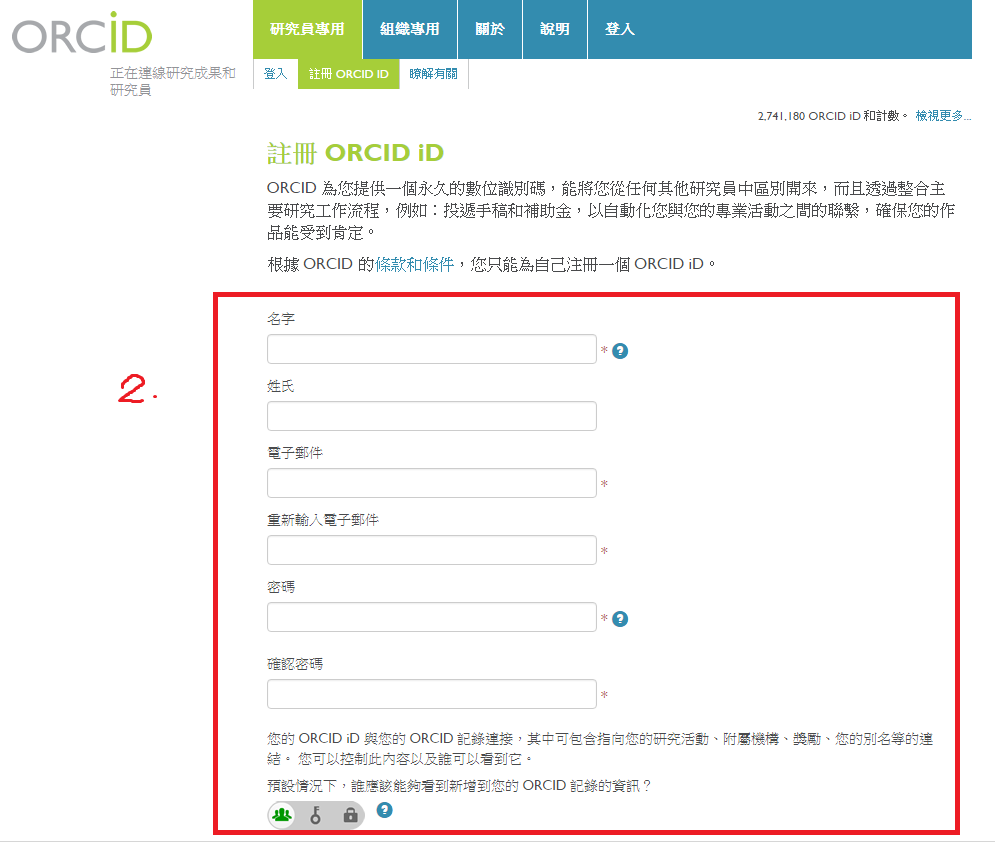 ORCiD
正在連線研究成果和
研究員
研究員專用 組織專用 關於 說明 登入
登入 註冊 ORCID iD 瞭解有關
2,741,180 ORCID iD 和計數。 檢視更多...
註冊 ORCID iD
ORCID 為您提供一個永久的數位識別碼，能將您從任何其他研究員中區別開來，而且透過整合主
要研究工作流程，例如：投遞手稿和補助金，以自動化您與您的專業活動之間的聯繫，確保您的作
品能受到肯定。
根據 ORCID 的條款和條件，您只能為自己注冊一個 ORCID iD。
名字
* ?
姓氏
2.
電子郵件
*
重新輸入電子郵件
*
密碼
* ?
確認密碼
*
您的 ORCID iD 與您的 ORCID 記錄連接，其中可包含指向您的研究活動、附屬機構、獎勵、您的別名等的連
結。 您可以控制此內容以及誰可以看到它。
預設情況下，誰應該能夠看到新增到您的 ORCID 記錄的資訊？
?